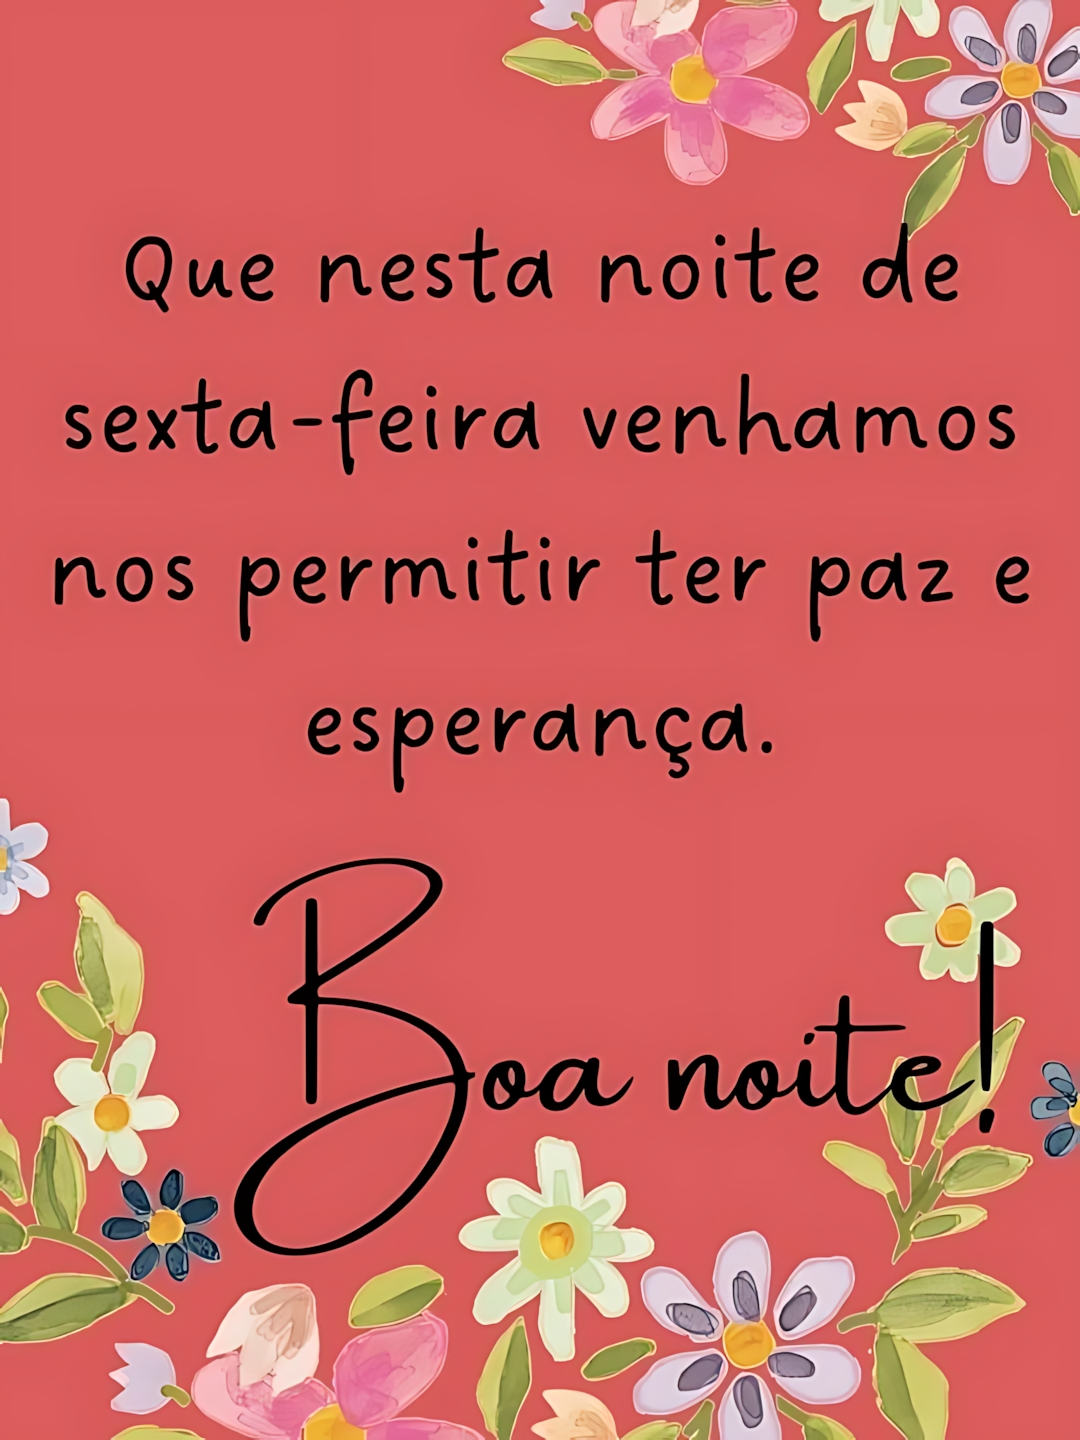 Que nesta noite de
sexta-feira venhamos
nos permitir ter paz e
esperança.
Boa noite!